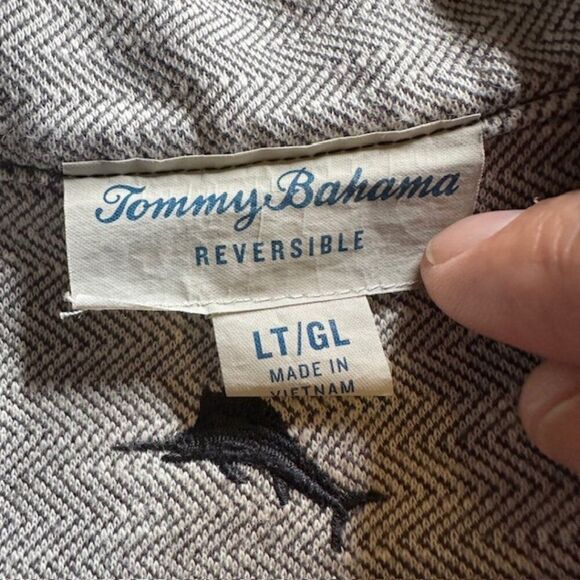 Tommy Bahama
REVERSIBLE
LT/GL
MADE IN
VIETNAM